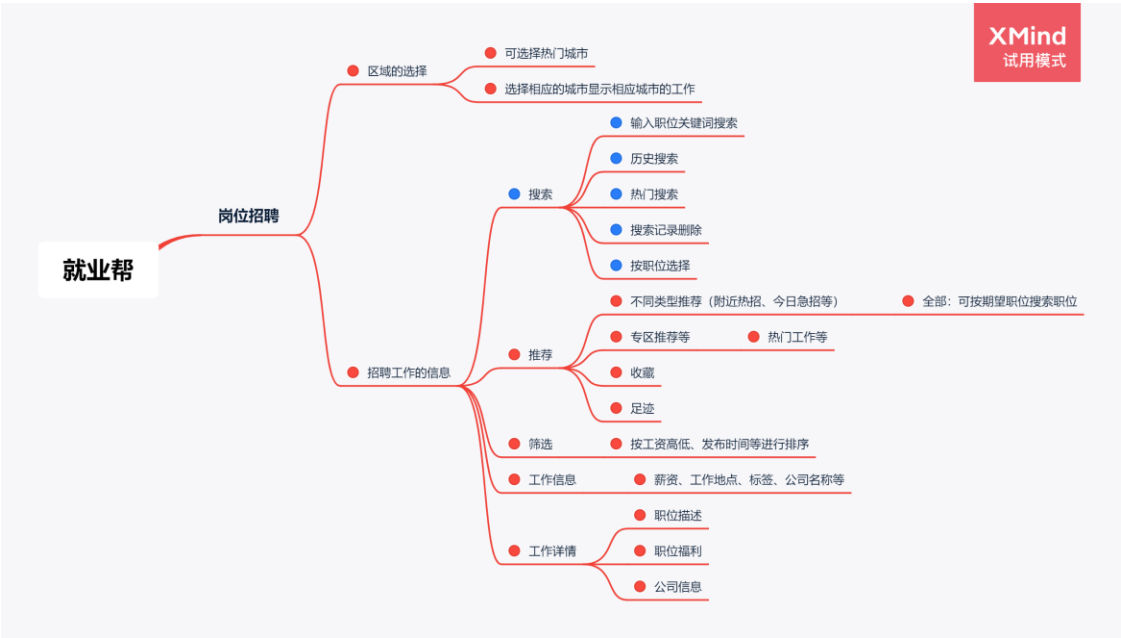 XMind
试用模式
可选择热门城市
区域的选择
选择相应的城市显示相应城市的工作
输入职位关键词搜索
历史搜索
搜索
热门搜索
岗位招聘
搜索记录删除
按职位选择
就业帮
不同类型推荐（附近热招、今日急招等）
全部：可按期望职位搜索职位
专区推荐等
热门工作等
推荐
招聘工作的信息
收藏
足迹
筛选
按工资高低、发布时间等进行排序
工作信息
薪资、工作地点、标签、公司名称等
职位描述
工作详情
职位福利
公司信息